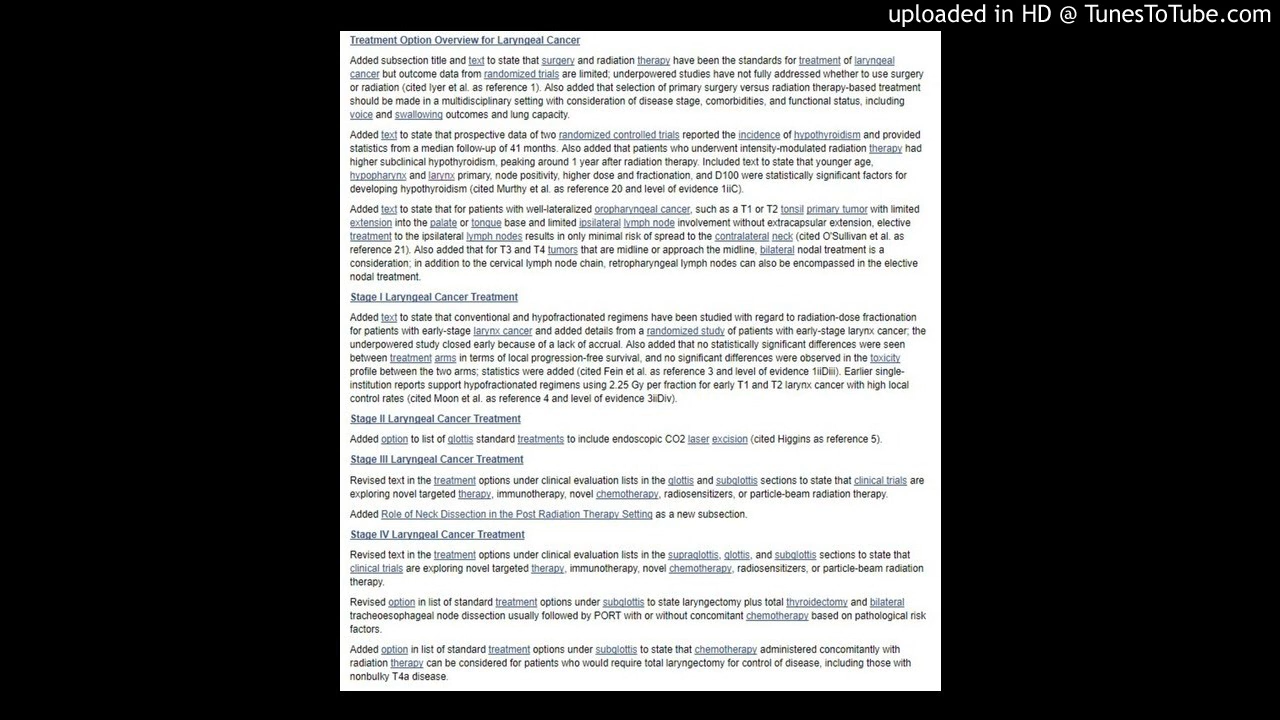 uploaded in HD @ TunesToTube.com
Treatment Option Overview for Laryngeal Cancer
Added subsection title and text to state that surgery and radiation therapy have been the standards for treatment of laryngeal
cancer but outcome data from randomized trials are limited; underpowered studies have not fully addressed whether to use surgery
or radiation (cited Iyer et al. as reference 1). Also added that selection of primary surgery versus radiation therapy-based treatment
should be made in a multidisciplinary setting with consideration of disease stage, comorbidities, and functional status, including
voice and swallowing outcomes and lung capacity.
Added text to state that prospective data of two randomized controlled trials reported the incidence of hypothyroidism and provided
statistics from a median follow-up of 41 months. Also added that patients who underwent intensity-modulated radiation therapy had
higher subclinical hypothyroidism, peaking around 1 year after radiation therapy. Included text to state that younger age,
hypopharynx and larynx primary, node positivity, higher dose and fractionation, and D100 were statistically significant factors for
developing hypothyroidism (cited Murthy et al. as reference 20 and level of evidence 1iiC).
Added text to state that for patients with well-lateralized oropharyngeal cancer, such as a T1 or T2 tonsil primary tumor with limited
extension into the palate or tongue base and limited ipsilateral lymph node involvement without extracapsular extension, elective
treatment to the ipsilateral lymph nodes results in only minimal risk of spread to the contralateral neck (cited O'Sullivan et al. as
reference 21). Also added that for T3 and T4 tumors that are midline or approach the midline, bilateral nodal treatment is a
consideration; in addition to the cervical lymph node chain, retropharyngeal lymph nodes can also be encompassed in the elective
nodal treatment.
Stage I Laryngeal Cancer Treatment
Added text to state that conventional and hypofractionated regimens have been studied with regard to radiation-dose fractionation
for patients with early-stage larynx cancer and added details from a randomized study of patients with early-stage larynx cancer; the
underpowered study closed early because of a lack of accrual. Also added that no statistically significant differences were seen
between treatment arms in terms of local progression-free survival, and no significant differences were observed in the toxicity
profile between the two arms; statistics were added (cited Fein et al. as reference 3 and level of evidence 1iiDiii). Earlier single-
institution reports support hypofractionated regimens using 2.25 Gy per fraction for early T1 and T2 larynx cancer with high local
control rates (cited Moon et al. as reference 4 and level of evidence 3iiDiv).
Stage II Laryngeal Cancer Treatment
Added option to list of glottis standard treatments to include endoscopic CO2 laser excision (cited Higgins as reference 5).
Stage III Laryngeal Cancer Treatment
Revised text in the treatment options under clinical evaluation lists in the glottis and subglottis sections to state that clinical trials are
exploring novel targeted therapy, immunotherapy, novel chemotherapy, radiosensitizers, or particle-beam radiation therapy.
Added Role of Neck Dissection in the Post Radiation Therapy Setting as a new subsection.
Stage IV Laryngeal Cancer Treatment
Revised text in the treatment options under clinical evaluation lists in the supraglottis, glottis, and subglottis sections to state that
clinical trials are exploring novel targeted therapy, immunotherapy, novel chemotherapy, radiosensitizers, or particle-beam radiation
therapy.
Revised option in list of standard treatment options under subglottis to state laryngectomy plus total thyroidectomy and bilateral
tracheoesophageal node dissection usually followed by PORT with or without concomitant chemotherapy based on pathological risk
factors.
Added option in list of standard treatment options under subglottis to state that chemotherapy administered concomitantly with
radiation therapy can be considered for patients who would require total laryngectomy for control of disease, including those with
nonbulky T4a disease.